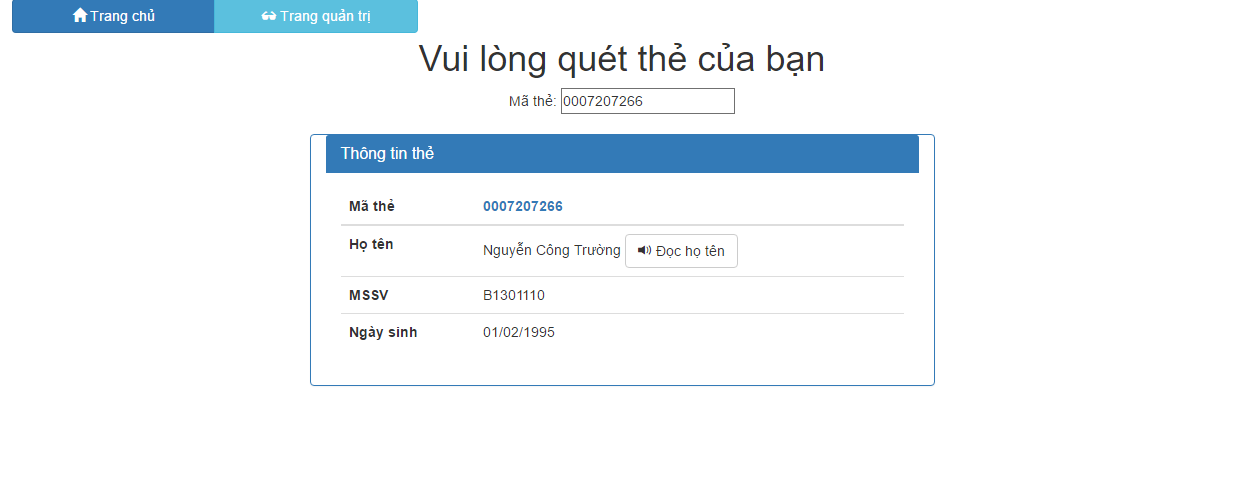 Trang chủ Trang quản trị
Vui lòng quét thẻ của bạn
Mã thẻ: 0007207266
Thông tin thẻ
Mã thẻ 0007207266
Họ tên Nguyễn Công Trường Đọc họ tên
MSSV B1301110
Ngày sinh 01/02/1995